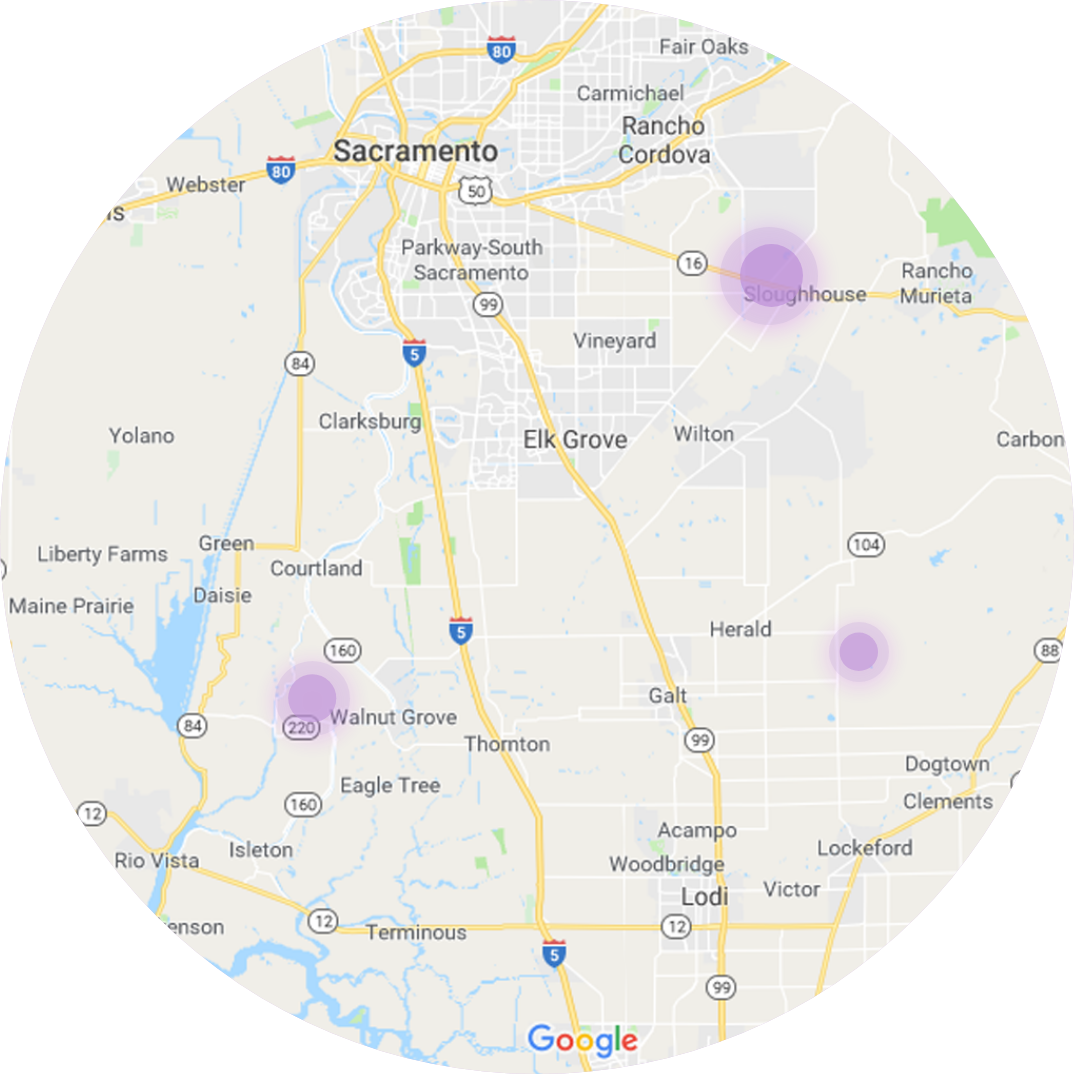 Fair Oaks
80
Carmichael
Rancho
Cordova
Sacramento
80
Webster
50
is
Parkway-South
Sacramento
16
Rancho
Murieta
Sloughhouse
99
Vineyard
5
84
Clarksburg
Yolano
Elk Grove
Wilton
Carbon
104
Green
Liberty Farms
Courtland
Daisie
Maine Prairie
5
Herald
160
88
Galt
220
Walnut Grove
84
99
Thornton
Dogtown
Eagle Tree
Clements
160
12
Acampo
Lockeford
Isleton
Rio Vista
Woodbridge
Victor
Lodi
12
enson
Terminous
12
5
99
Google